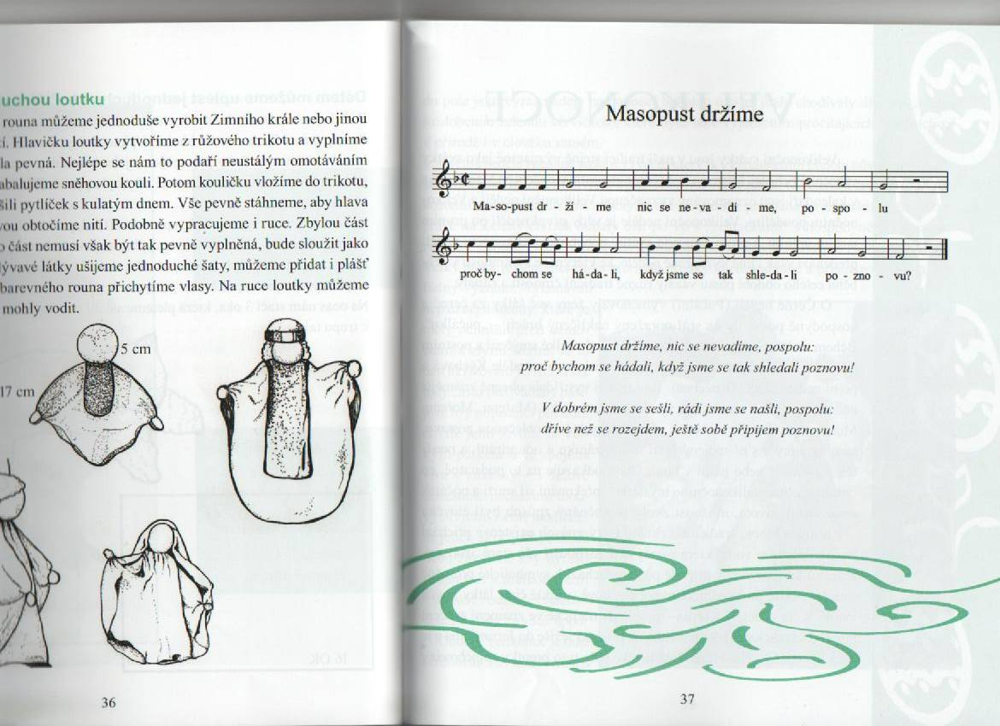 uchou loutku
rouna můžeme jednoduše vyrobit Zimního krále nebo jinou
Hlavičku loutky vytvoříme z růžového trikotu a vyplníme
la pevná. Nejlépe se nám to podaří neustálým omotáváním
abalujeme sněhovou kouli. Potom kouličku vložíme do trikotu,
šili pytlíček s kulatým dnem. Vše pevně stáhneme, aby hlava
vou obtočíme nití. Podobně vypracujeme i ruce. Zbylou část
o část nemusí však být tak pevně vyplněná, bude sloužit jako
lývavé látky ušijeme jednoduché šaty, můžeme přidat i plášť
barevného rouna přichytíme vlasy. Na ruce loutky můžeme
mohly vodit.
5 cm
17 cm
36
Masopust držíme
Ma-so-pust dr - ží - me nic se ne-va - dí - me, po - spo - lu
proč by- chom se há-da-li, když jsme se tak shle-da-li po - zno - vu?
Masopust držíme, nic se nevadíme, pospolu:
proč bychom se hádali, když jsme se tak shledali poznovu!
V dobrém jsme se sešli, rádi jsme se našli, pospolu:
dříve než se rozejdem, ještě sobě připijem poznovu!
37